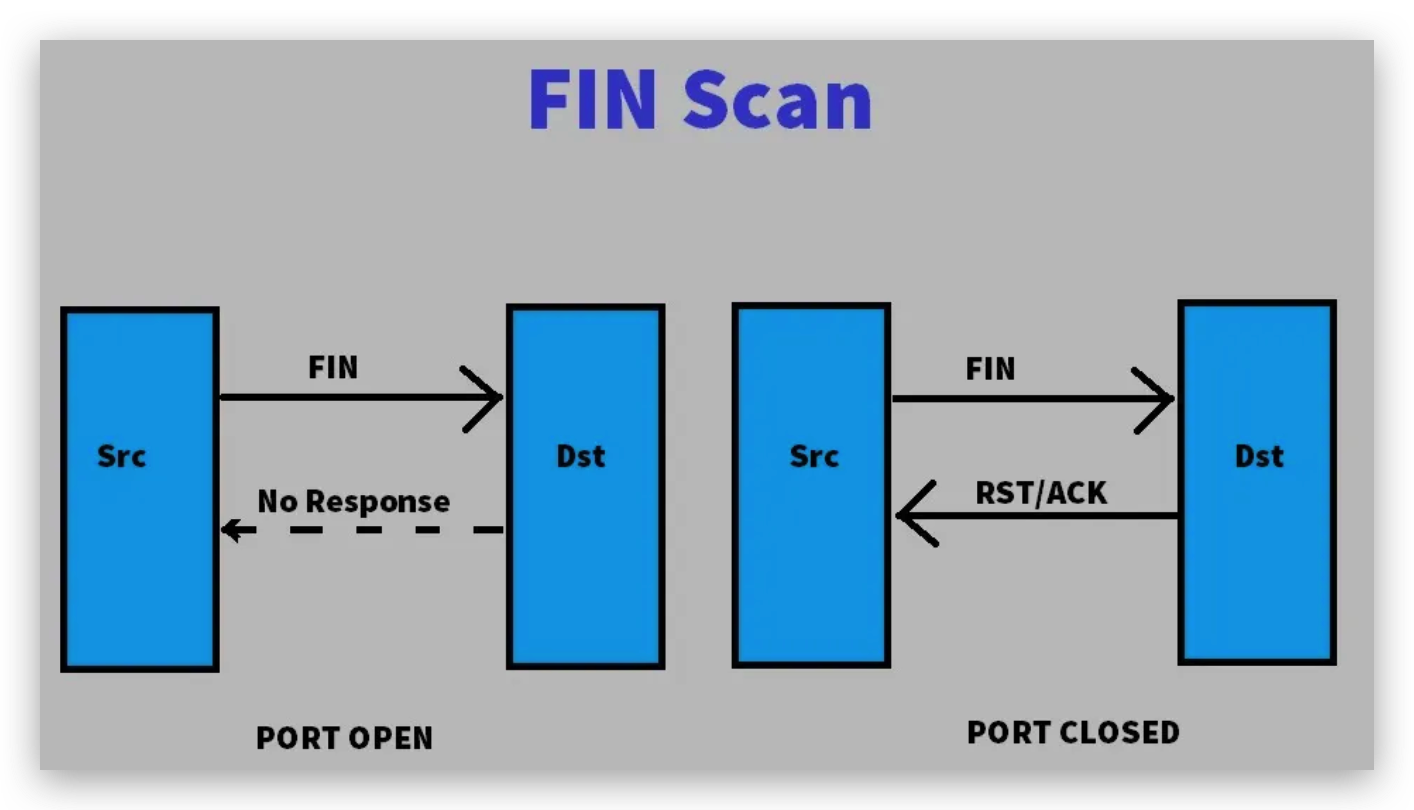 FIN Scan
FIN
Src
Dst
No Response
PORT OPEN
FIN
Src
Dst
RST/ACK
PORT CLOSED